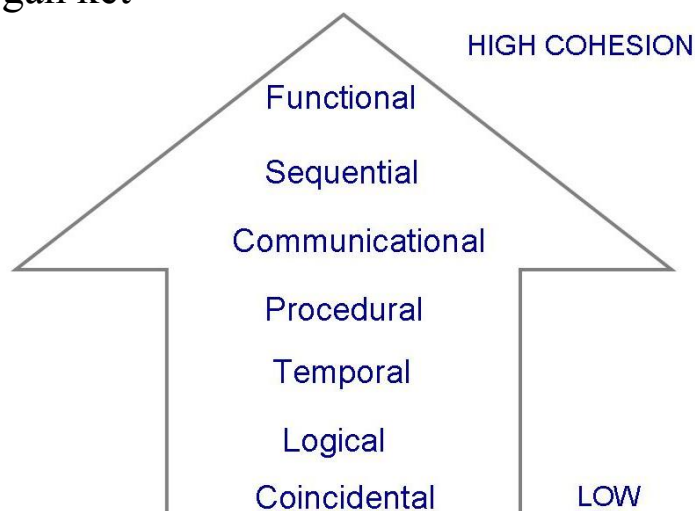 HIGH COHESION
Functional
Sequential
Communicational
Procedural
Temporal
Logical
Coincidental
LOW